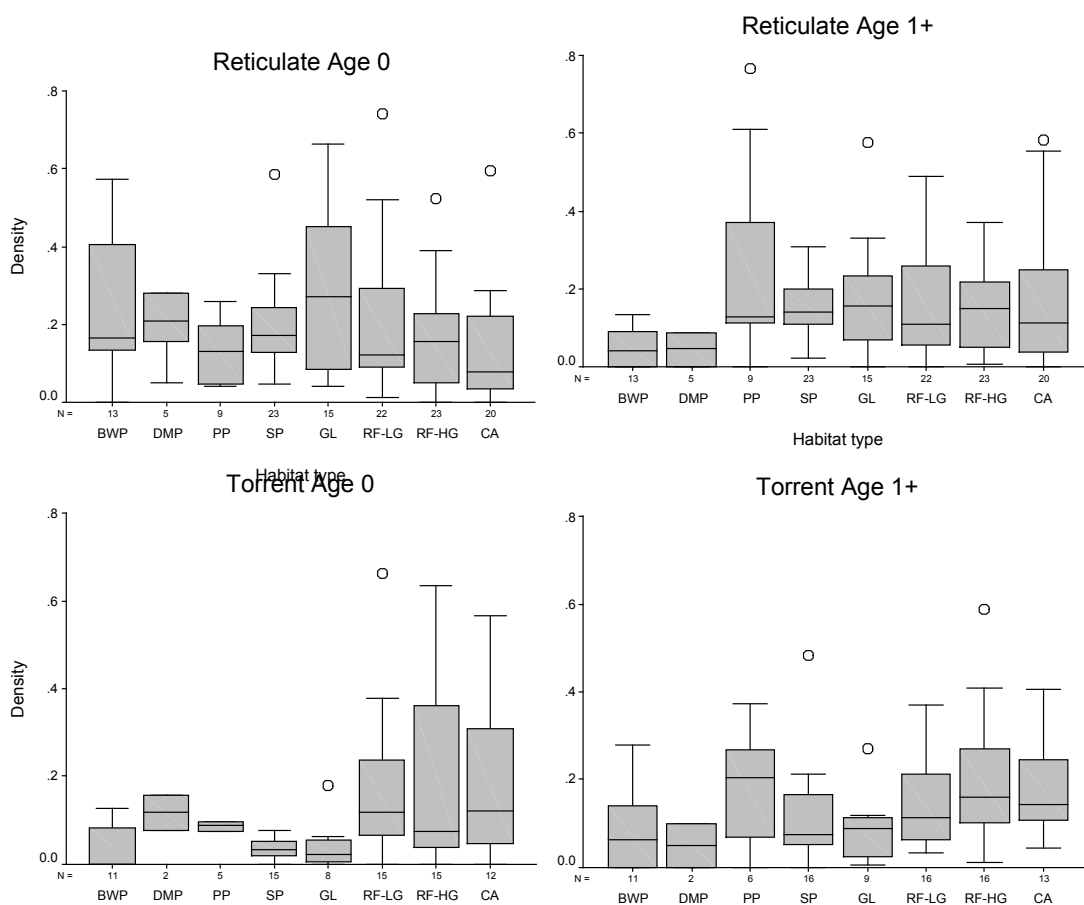 Reticulate Age 0
.8
.6
.4
.2
0.0
Density
N = 13 5 9 23 15 22 23 20
BWP DMP PP SP GL RF-LG RF-HG CA
Habitat type
Reticulate Age 1+
.8
.6
.4
.2
0.0
N = 13 5 9 23 15 22 23 20
BWP DMP PP SP GL RF-LG RF-HG CA
Habitat type
Torrent Age 0
.8
.6
.4
.2
0.0
Density
N = 11 2 5 15 8 15 15 12
BWP DMP PP SP GL RF-LG RF-HG CA
Torrent Age 1+
.8
.6
.4
.2
0.0
N = 11 2 6 16 9 16 16 13
BWP DMP PP SP GL RF-LG RF-HG CA